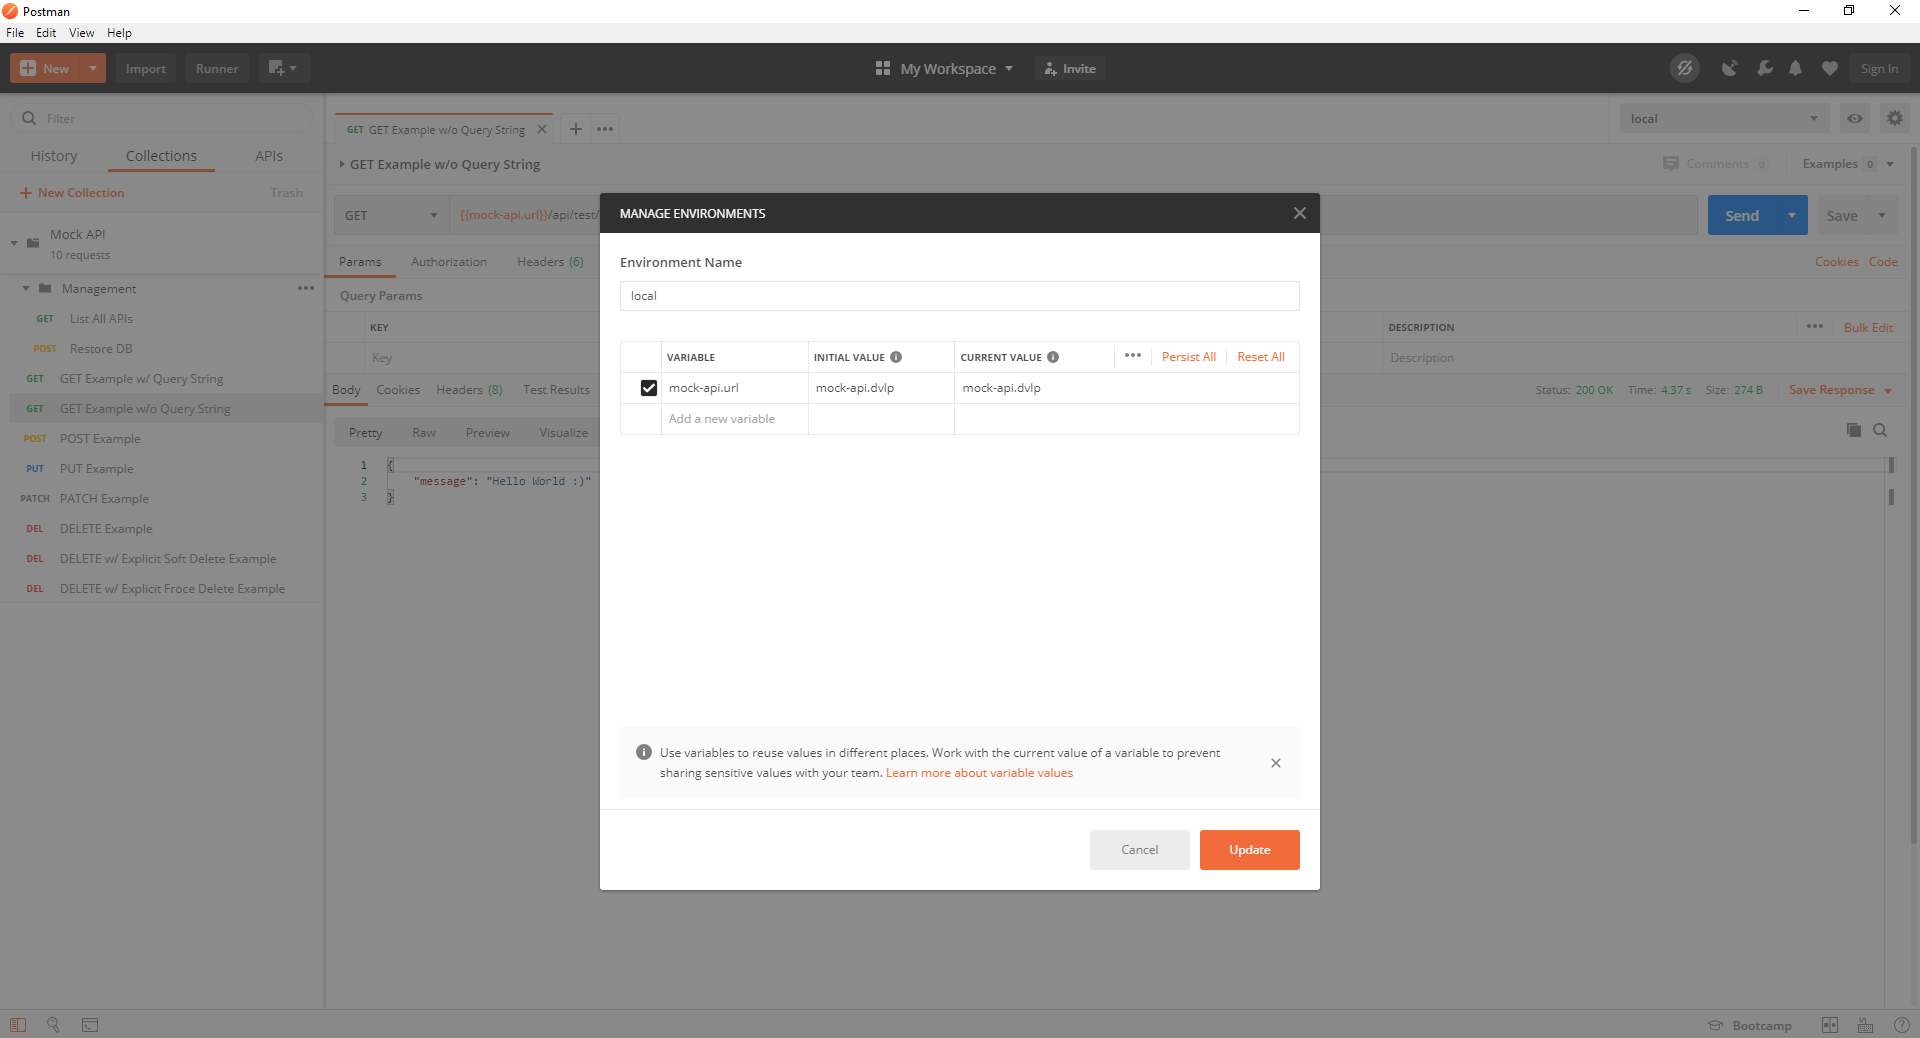 Postman
File Edit View Help
New Import Runner My Workspace Invite Sign In
Filter
History Collections APIs
New Collection Trash
Mock API
10 requests
Management
GET List All APIs
POST Restore DB
GET GET Example w/ Query String
GET GET Example w/o Query String
POST POST Example
PUT PUT Example
PATCH PATCH Example
DEL DELETE Example
DEL DELETE w/ Explicit Soft Delete Example
DEL DELETE w/ Explicit Froce Delete Example
GET GET Example w/o Query String
local
GET Example w/o Query String
Comments 0 Examples 0
GET {{mock-api.url}}/api/test/
Send Save
Params Authorization Headers (6)
Cookies Code
Query Params
KEY DESCRIPTION Bulk Edit
Key Description
Body Cookies Headers (8) Test Results
Status: 200 OK Time: 4.37 s Size: 274 B Save Response
Pretty Raw Preview Visualize
1 {
2 "message": "Hello World :)"
3 }
MANAGE ENVIRONMENTS
Environment Name
local
VARIABLE INITIAL VALUE CURRENT VALUE Persist All Reset All
mock-api.url mock-api.dvlp mock-api.dvlp
Add a new variable
Use variables to reuse values in different places. Work with the current value of a variable to prevent
sharing sensitive values with your team. Learn more about variable values
Cancel Update
Bootcamp